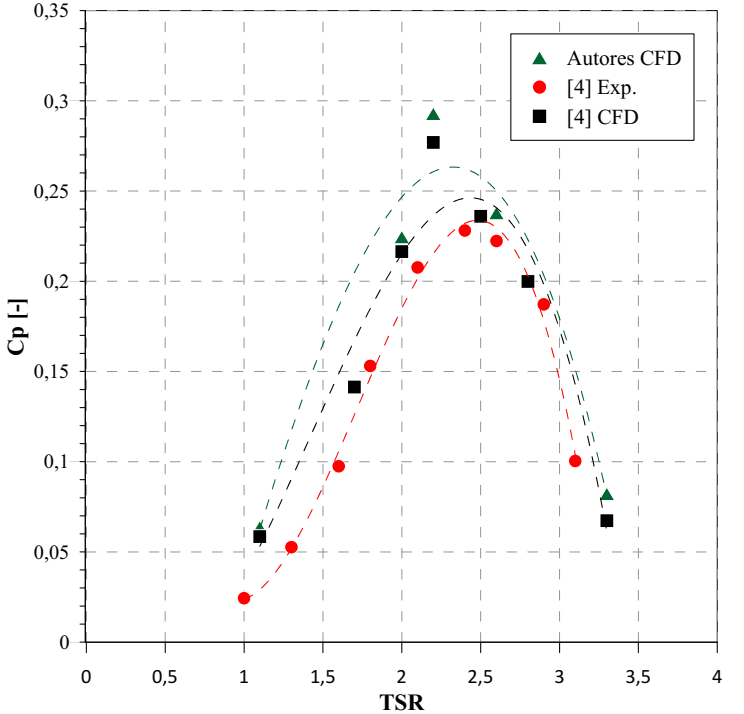 0,35
0,3
0,25
0,2
0,15
0,1
0,05
0
Cp [-]
Autores CFD
[4] Exp.
[4] CFD
0 0,5 1 1,5 2 2,5 3 3,5 4
TSR